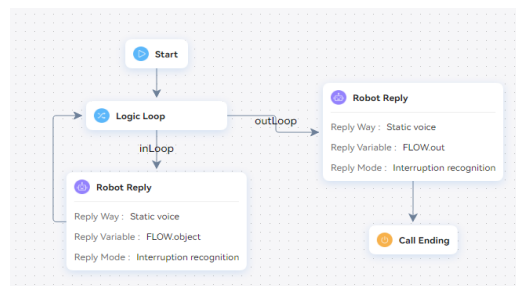 Start
Logic Loop
outLoop
inLoop
Robot Reply
Reply Way : Static voice
Reply Variable : FLOW.object
Reply Mode : Interruption recognition
Robot Reply
Reply Way : Static voice
Reply Variable : FLOW.out
Reply Mode : Interruption recognition
Call Ending